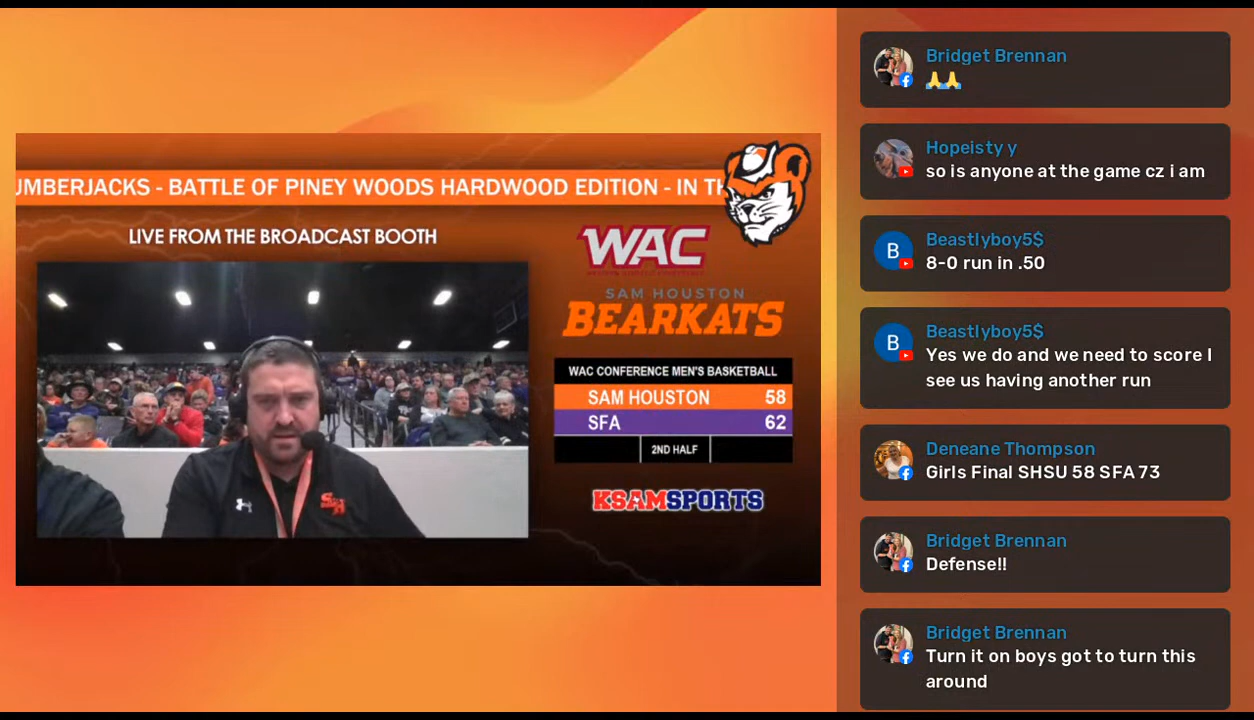 UMBERJACKS - BATTLE OF PINEY WOODS HARDWOOD EDITION - IN TH
LIVE FROM THE BROADCAST BOOTH
WAC
SAM HOUSTON
BEARKATS
WAC CONFERENCE MEN'S BASKETBALL
SAM HOUSTON 58
SFA 62
2ND HALF
KSAMSPORTS
Bridget Brennan
🙏🙏
Hopeisty y
so is anyone at the game cz i am
B
Beastlyboy5$
8-0 run in .50
B
Beastlyboy5$
Yes we do and we need to score I
see us having another run
Deneane Thompson
Girls Final SHSU 58 SFA 73
Bridget Brennan
Defense!!
Bridget Brennan
Turn it on boys got to turn this
around